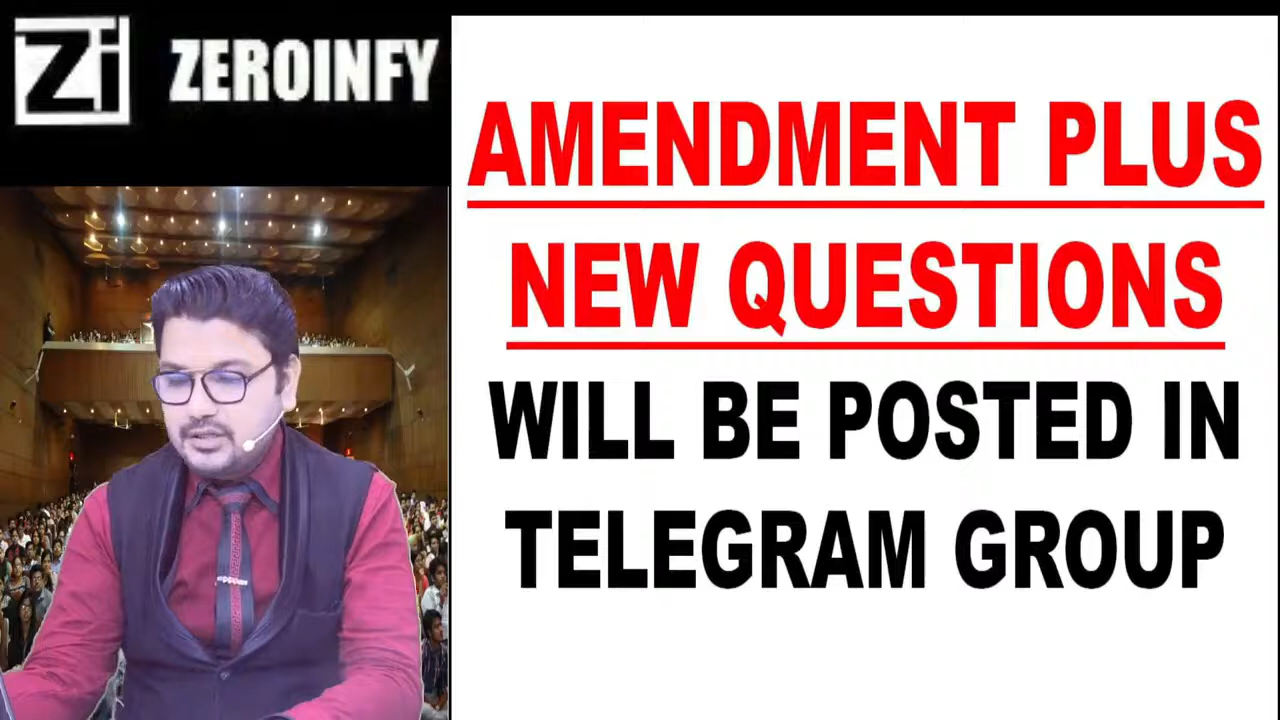 Zi ZEROINFY
AMENDMENT PLUS
NEW QUESTIONS
WILL BE POSTED IN
TELEGRAM GROUP